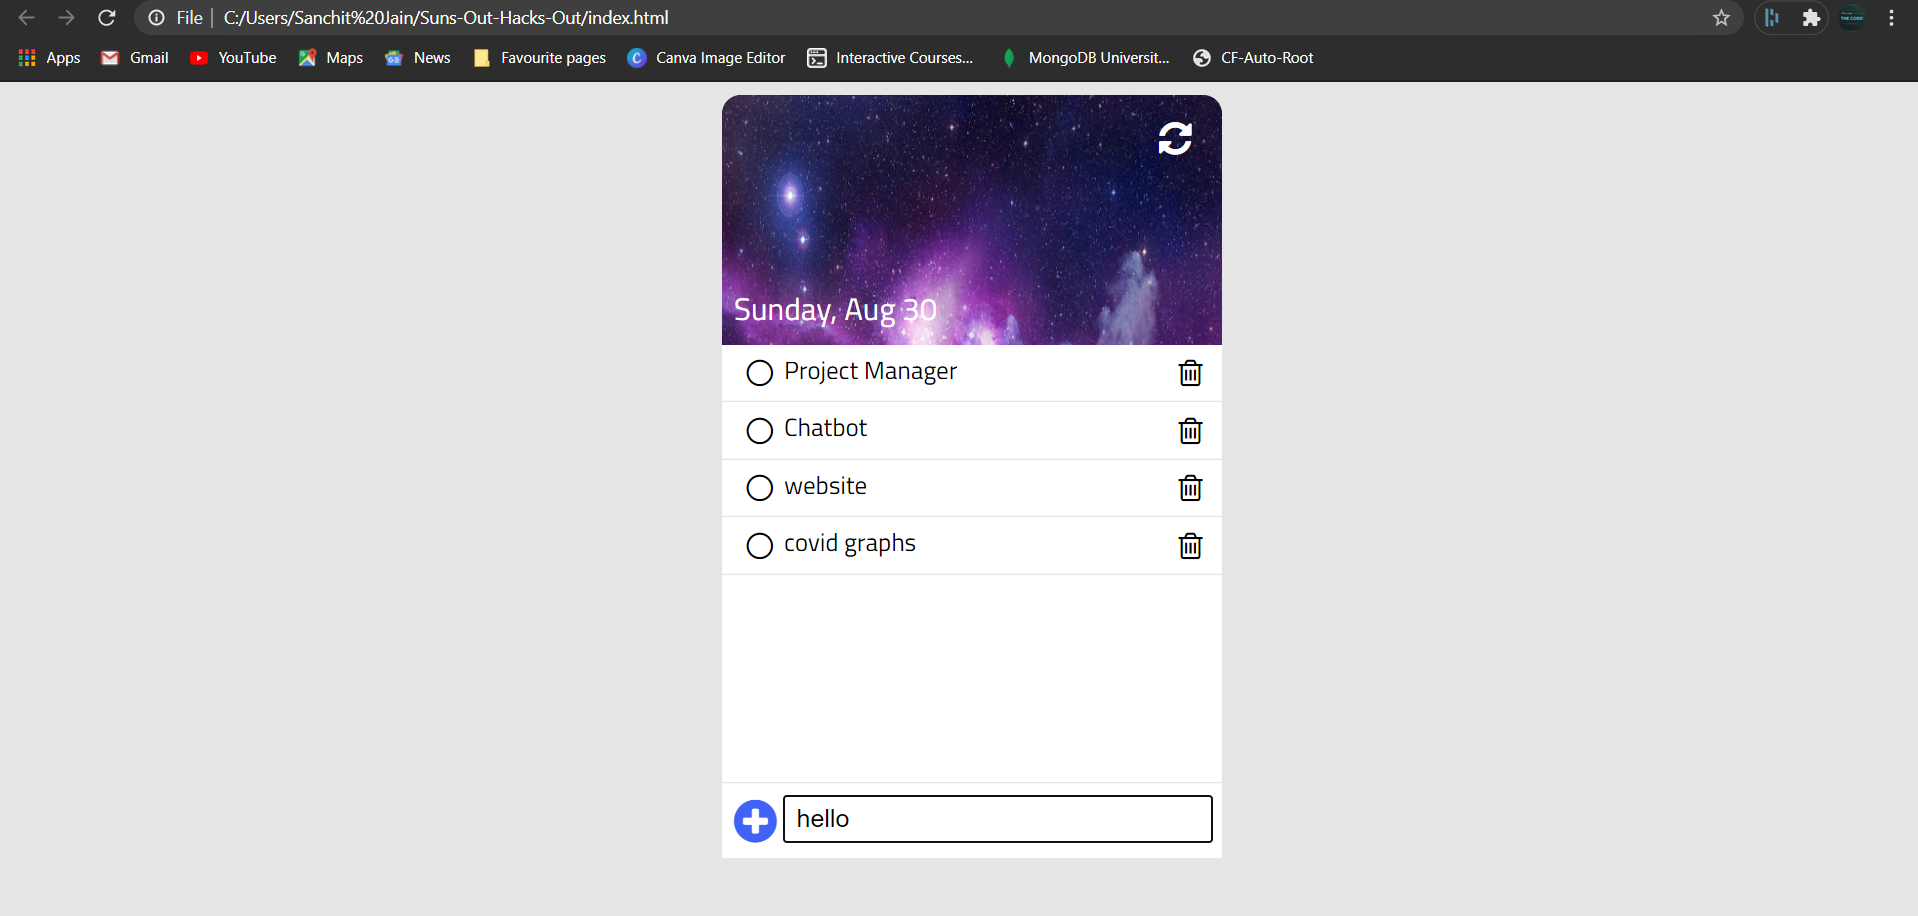 File C:/Users/Sanchit%20Jain/Suns-Out-Hacks-Out/index.html
Apps Gmail YouTube Maps News Favourite pages Canva Image Editor Interactive Courses... MongoDB Universit... CF-Auto-Root
Sunday, Aug 30
Project Manager
Chatbot
website
covid graphs
hello